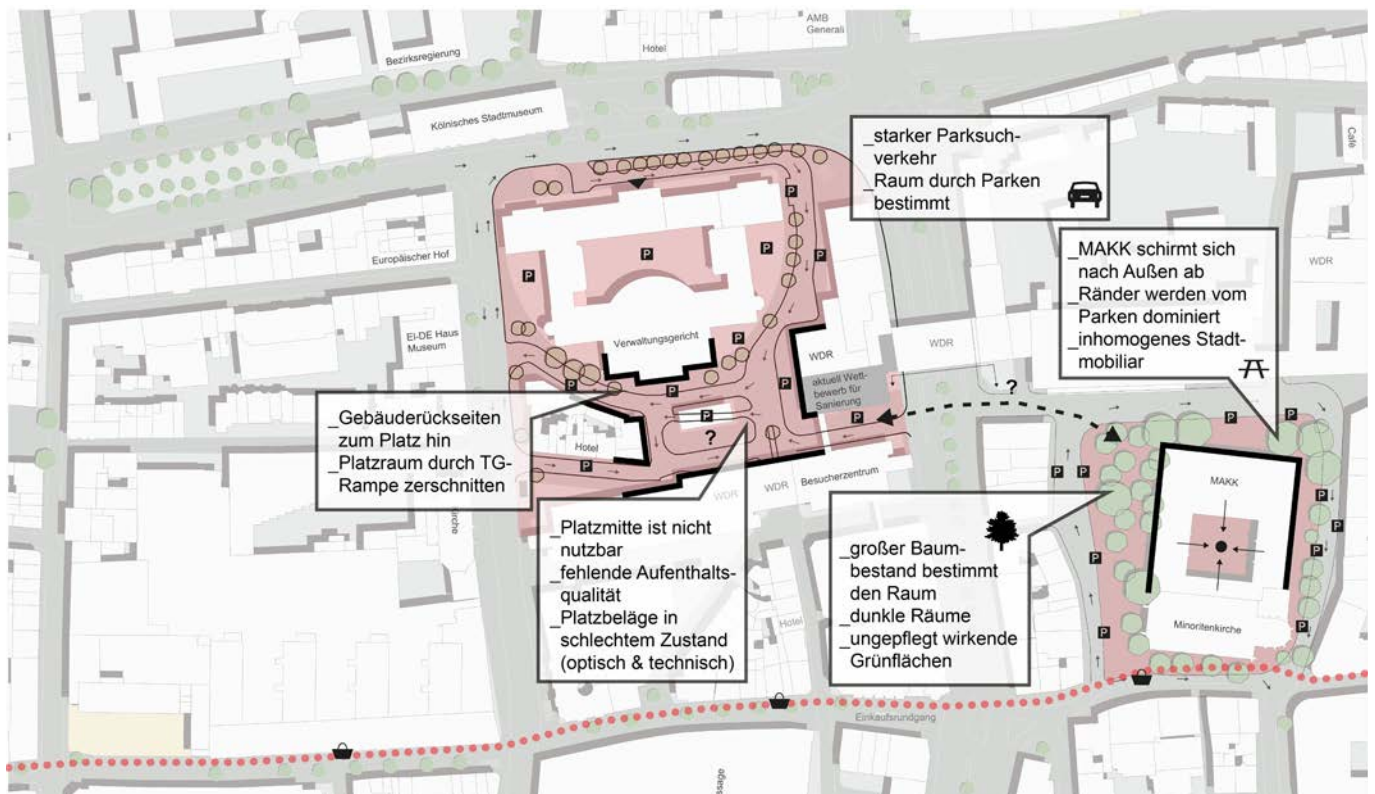 AMB
Generali
Hotel
Bezirksregierung
Kölnisches Stadtmuseum
Café
_starker Parksuch-
verkehr
_Raum durch Parken
bestimmt
_MAKK schirmt sich
nach Außen ab
_Ränder werden vom
Parken dominiert
_inhomogenes Stadt-
mobiliar
Europäischer Hof
WDR
P
P
P
P
P
P
EI-DE Haus
Museum
Verwaltungsgericht
WDR
WDR
aktuell Wett-
bewerb für
Sanierung
?
_Gebäuderückseiten
zum Platz hin
_Platzraum durch TG-
Rampe zerschnitten
P
P
P
P
P
?
P
P
Hotel
P
Besucherzentrum
WDR
WDR
MAKK
P
P
P
P
P
_Platzmitte ist nicht
nutzbar
_fehlende Aufenthalts-
qualität
_Platzbeläge in
schlechtem Zustand
(optisch & technisch)
_großer Baum-
bestand bestimmt
den Raum
_dunkle Räume
_ungepflegt wirkende
Grünflächen
Hotel
P
P
P
Minoritenkirche
Einkaufsrundgang